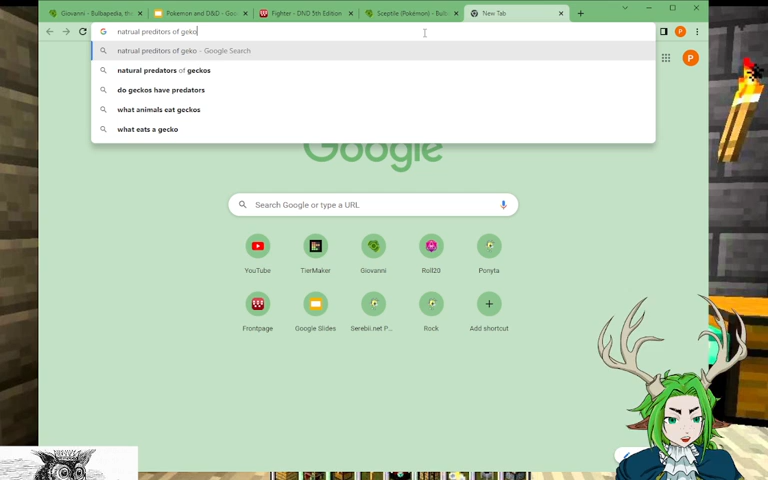 Giovanni - Bulbapedia, the
Pokemon and D&D - Goo
Fighter - DND 5th Edition
Sceptile (Pokémon) - Bulb
New Tab
natrual preditors of geko
natrual preditors of geko - Google Search
natural predators of geckos
do geckos have predators
what animals eat geckos
what eats a gecko
P
P
Google
Search Google or type a URL
YouTube
TierMaker
Giovanni
Roll20
Ponyta
Frontpage
Google Slides
Serebii.net P...
Rock
Add shortcut